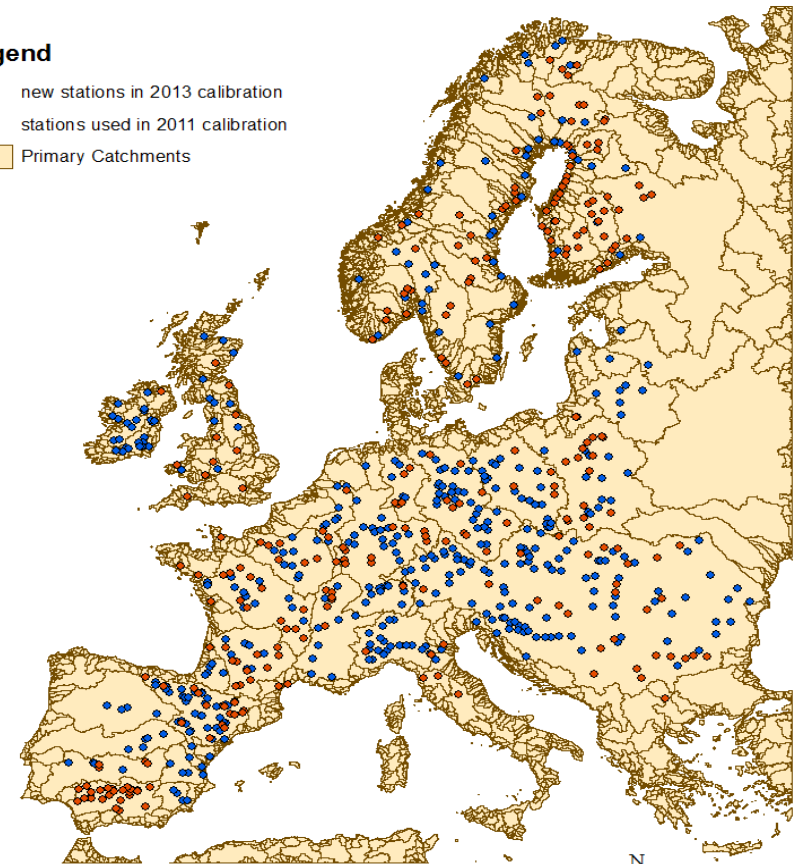 gend
new stations in 2013 calibration
stations used in 2011 calibration
Primary Catchments
N